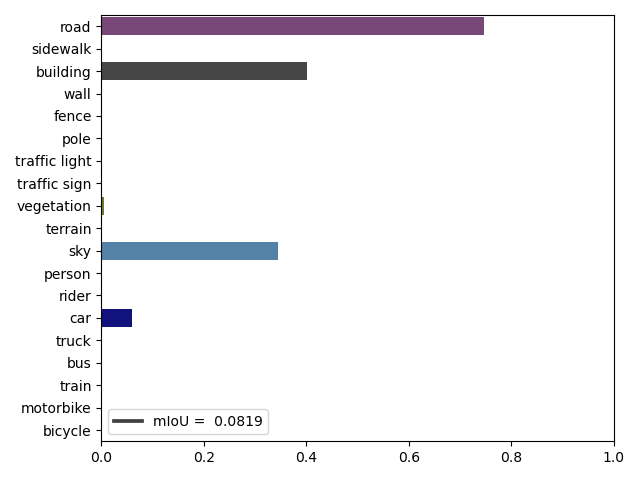 road
sidewalk
building
wall
fence
pole
traffic light
traffic sign
vegetation
terrain
sky
person
rider
car
truck
bus
train
motorbike
bicycle
mIoU =  0.0819
0.0 0.2 0.4 0.6 0.8 1.0